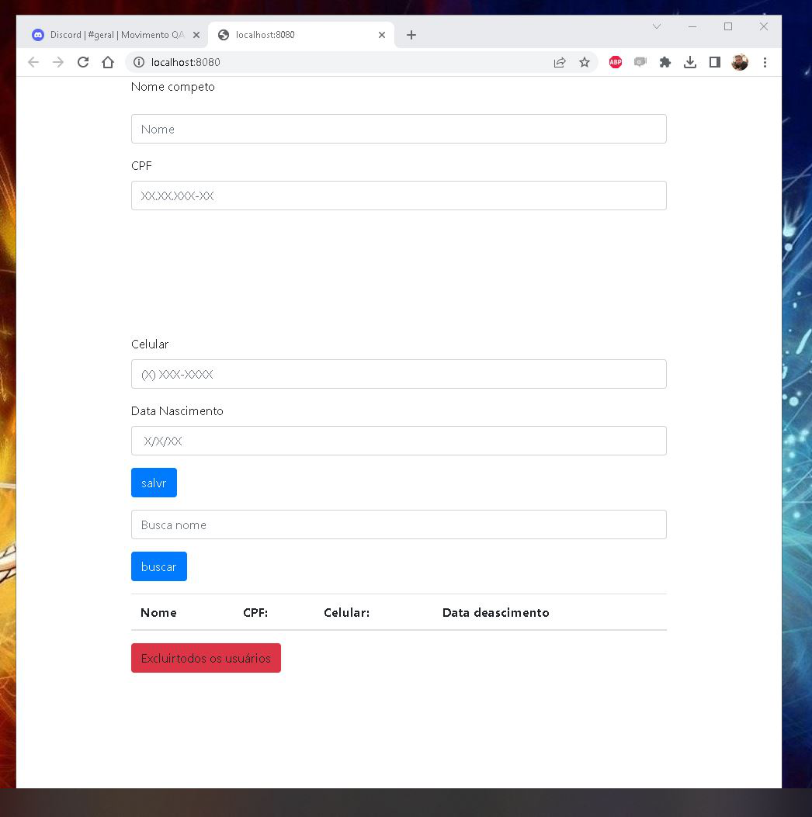 Discord | #geral | Movimento QA
localhost:8080
localhost:8080
ABP
Nome competo
Nome
CPF
XX.XX.XXX-XX
Celular
(X) XXX-XXXX
Data Nascimento
X/X/XX
salvr
Busca nome
buscar
Nome CPF: Celular: Data deascimento
Excluirtodos os usuários